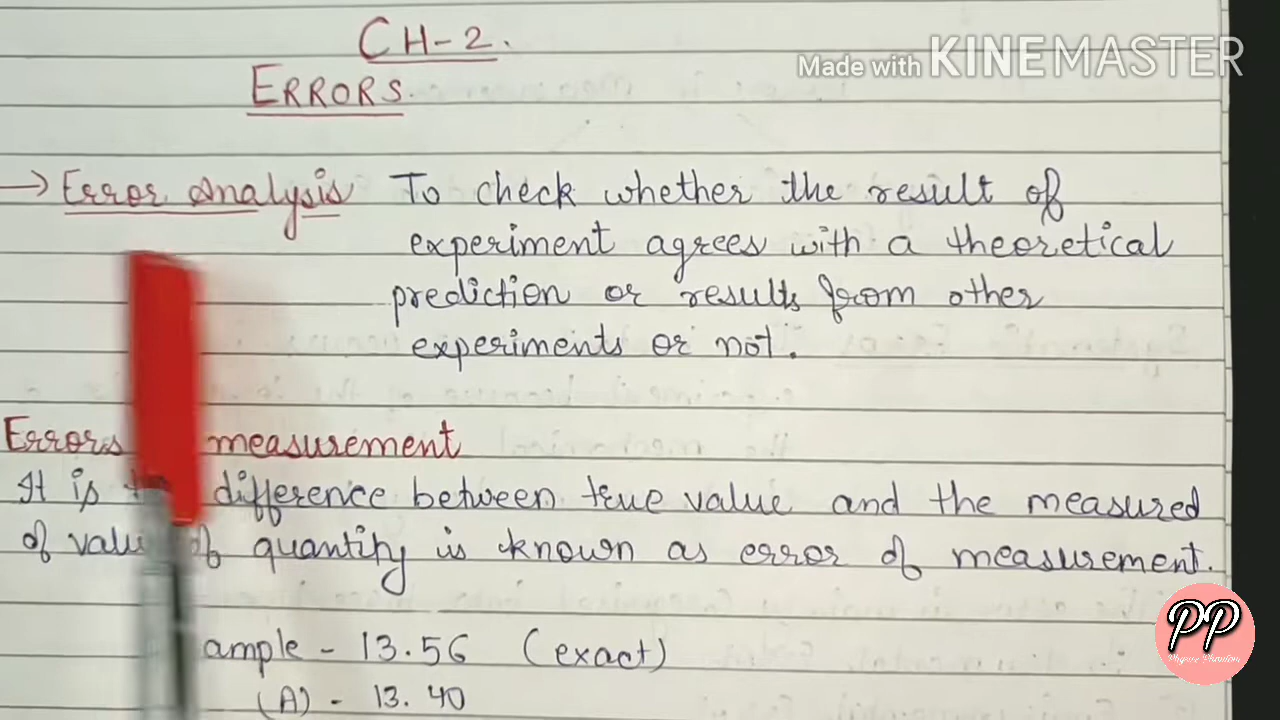 CH-2.
Made with KINEMASTER
ERRORS.
→ Error Analysis To check whether the result of
experiment agrees with a theoretical
prediction or results from other
experiments or not.
Errors measurement
It is difference between true value and the measured
of value of quantity is known as error of measurement.
ample - 13.56 (exact)
(A) - 13.40
PP